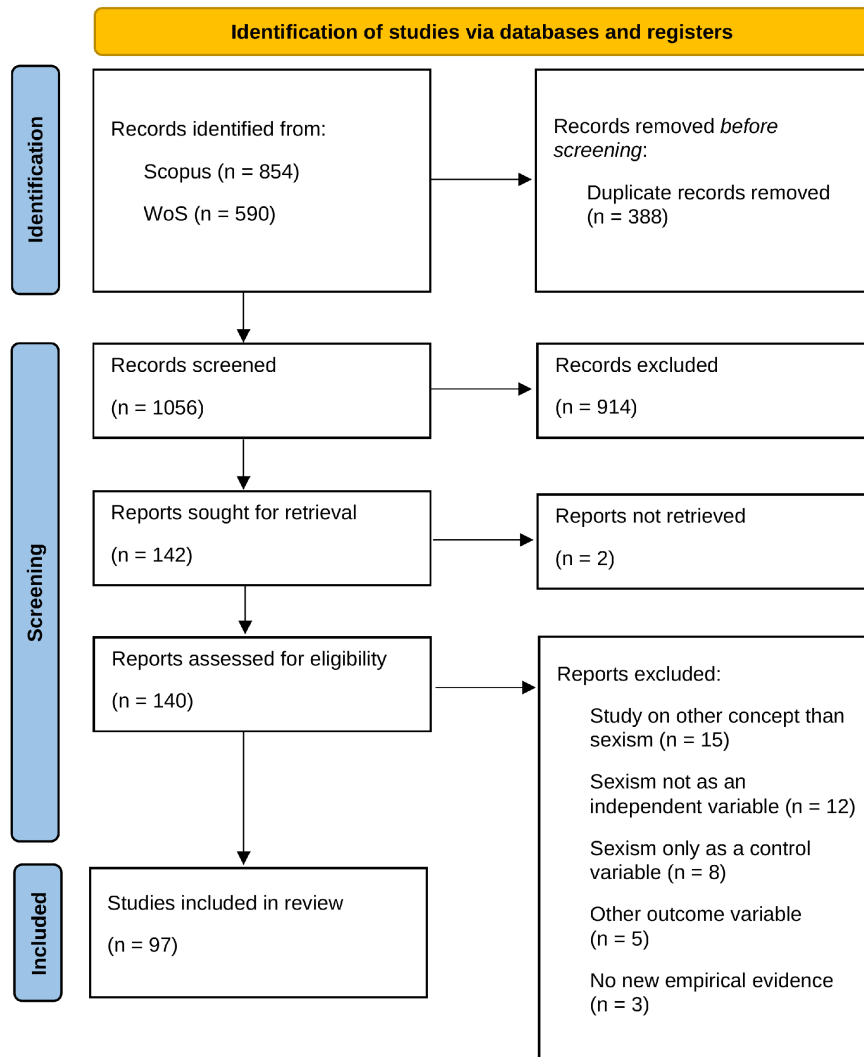 Identification of studies via databases and registers
Identification
Records identified from:
Scopus (n = 854)
WoS (n = 590)
Records removed before
screening:
Duplicate records removed
(n = 388)
Screening
Records screened
(n = 1056)
Records excluded
(n = 914)
Reports sought for retrieval
(n = 142)
Reports not retrieved
(n = 2)
Reports assessed for eligibility
(n = 140)
Reports excluded:
Study on other concept than
sexism (n = 15)
Sexism not as an
independent variable (n = 12)
Sexism only as a control
variable (n = 8)
Other outcome variable
(n = 5)
No new empirical evidence
(n = 3)
Included
Studies included in review
(n = 97)